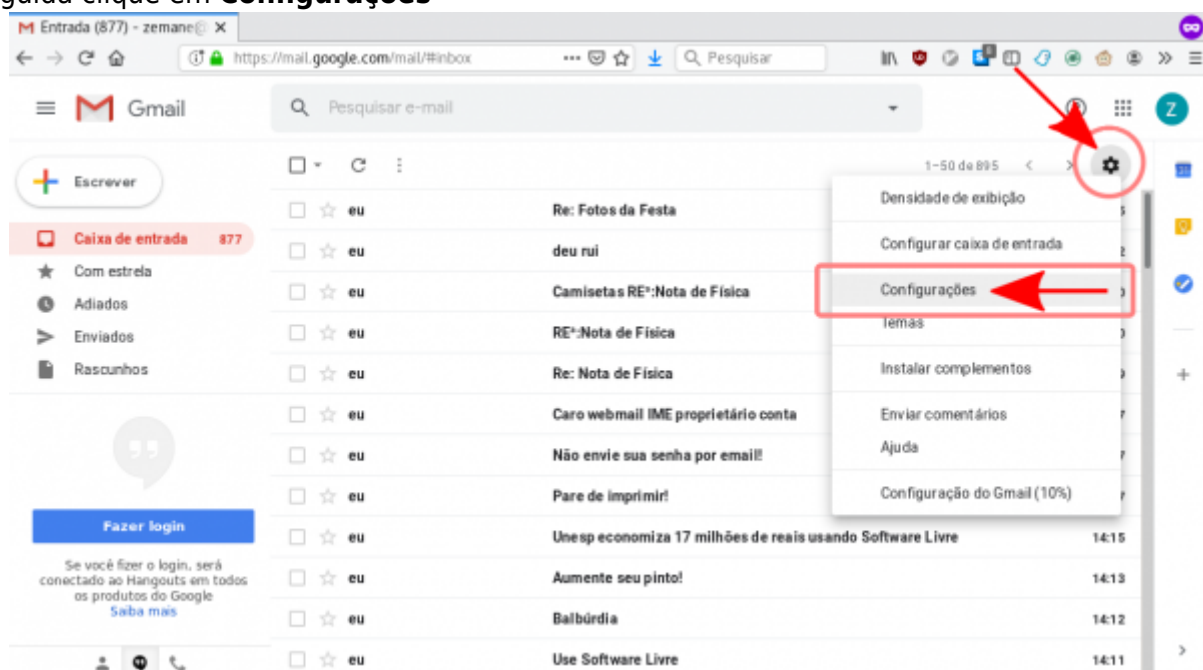 guida clique em Configurações
Entrada (877) - zemane@
https://mail.google.com/mail/#inbox
Pesquisar
Gmail
Pesquisar e-mail
Z
Escrever
1-50 de 895
Densidade de exibição
eu Re: Fotos da Festa
Caixa de entrada 877
eu deu rui
Configurar caixa de entrada
Com estrela
eu Camisetas REª:Nota de Física
Configurações
Adiados
Temas
Enviados
eu REª:Nota de Física
Rascunhos
eu Re: Nota de Física
Instalar complementos
eu Caro webmail IME proprietário conta
Enviar comentários
eu Não envie sua senha por email!
Ajuda
eu Pare de imprimir!
Configuração do Gmail (10%)
Fazer login
eu Unesp economiza 17 milhões de reais usando Software Livre 14:15
Se você fizer o login, será
conectado ao Hangouts em todos
os produtos do Google
Saiba mais
eu Aumente seu pinto! 14:13
eu Balbúrdia 14:12
eu Use Software Livre 14:11